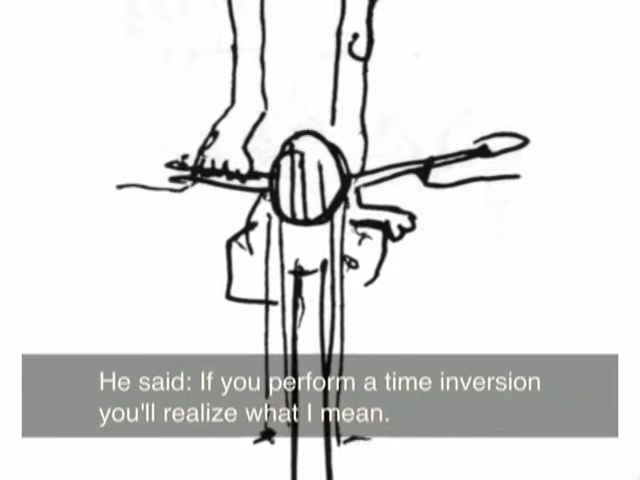 He said: If you perform a time inversion
you'll realize what I mean.